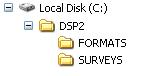 Local Disk (C:)
DSP2
FORMATS
SURVEYS